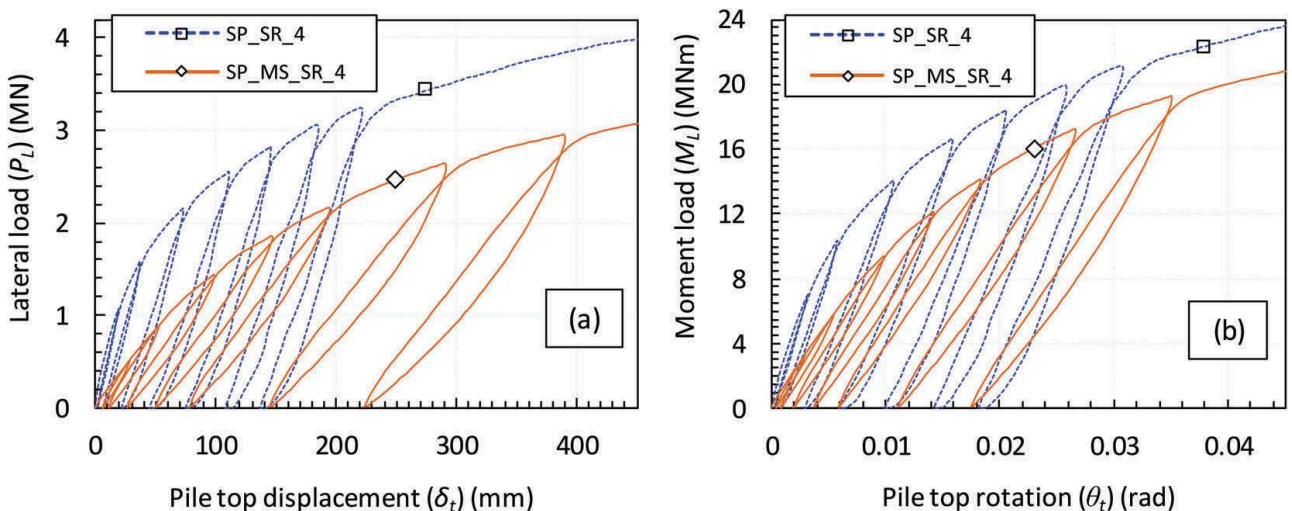 SP_SR_4
SP_MS_SR_4
(a)
Lateral load (P_L) (MN)
4
3
2
1
0
0 100 200 300 400
Pile top displacement (δ_t) (mm)
SP_SR_4
SP_MS_SR_4
(b)
Moment load (M_L) (MNm)
24
20
16
12
8
4
0
0 0.01 0.02 0.03 0.04
Pile top rotation (θ_t) (rad)